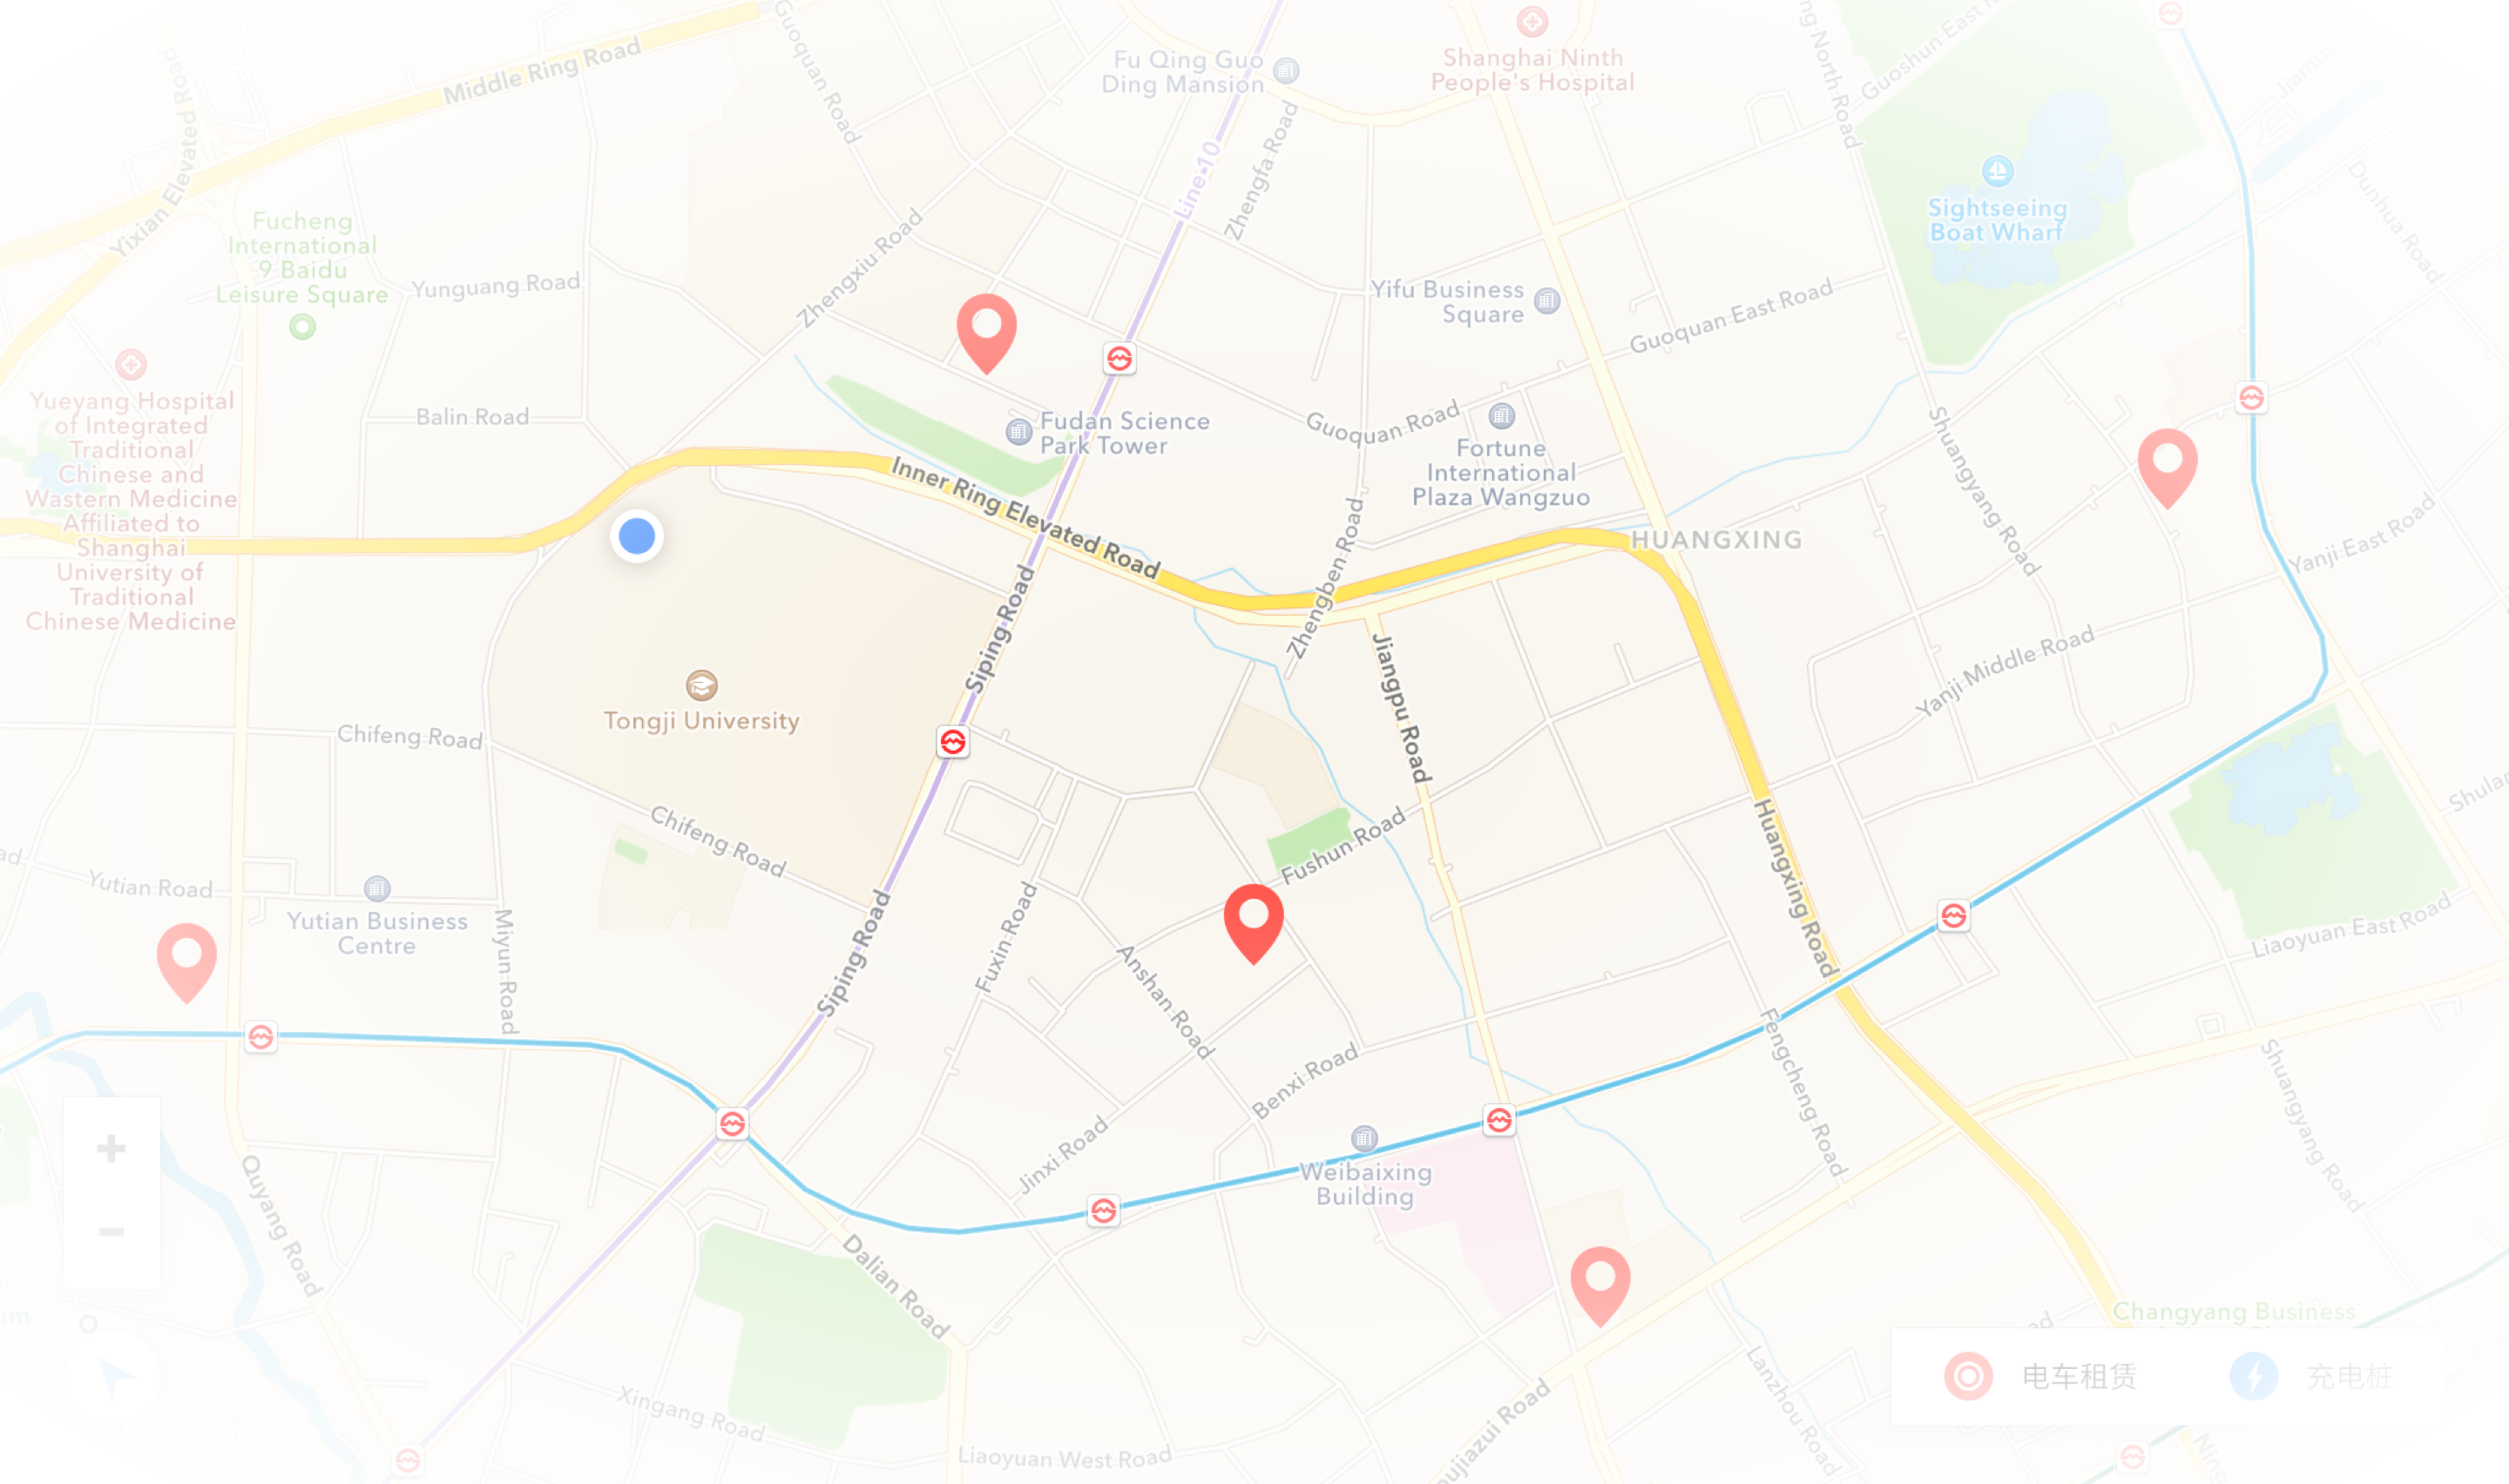 Middle Ring Road
Guoquan Road
Fu Qing Guo
Ding Mansion
Shanghai Ninth
People's Hospital
ng North Road
Guoshun East R
Yixian Elevated Road
Line 10
Zhengfa Road
Sightseeing
Boat Wharf
Dunhua Road
Fucheng
International
9 Baidu
Leisure Square
Yunguang Road
Zhengxiu Road
Yifu Business
Square
Guoquan East Road
Yueyang Hospital
of Integrated
Traditional
Chinese and
Wastern Medicine
Affiliated to
Shanghai
University of
Traditional
Chinese Medicine
Balin Road
Fudan Science
Park Tower
Guoquan Road
Fortune
International
Plaza Wangzuo
Shuangyang Road
Inner Ring Elevated Road
HUANGXING
Yanji East Road
Zhengben Road
Siping Road
Jiangpu Road
Yanji Middle Road
Tongji University
Chifeng Road
Chifeng Road
Fushun Road
Huangxing Road
Shular
ad
Yutian Road
Yutian Business
Centre
Miyun Road
Siping Road
Fuxin Road
Anshan Road
Liaoyuan East Road
Benxi Road
Fengcheng Road
Shuangyang Road
Jinxi Road
Weibaixing
Building
Quyang Road
Dalian Road
um
Changyang Business
Lanzhou Road
oujiazui Road
Xingang Road
Liaoyuan West Road
Ning
电车租赁
充电桩